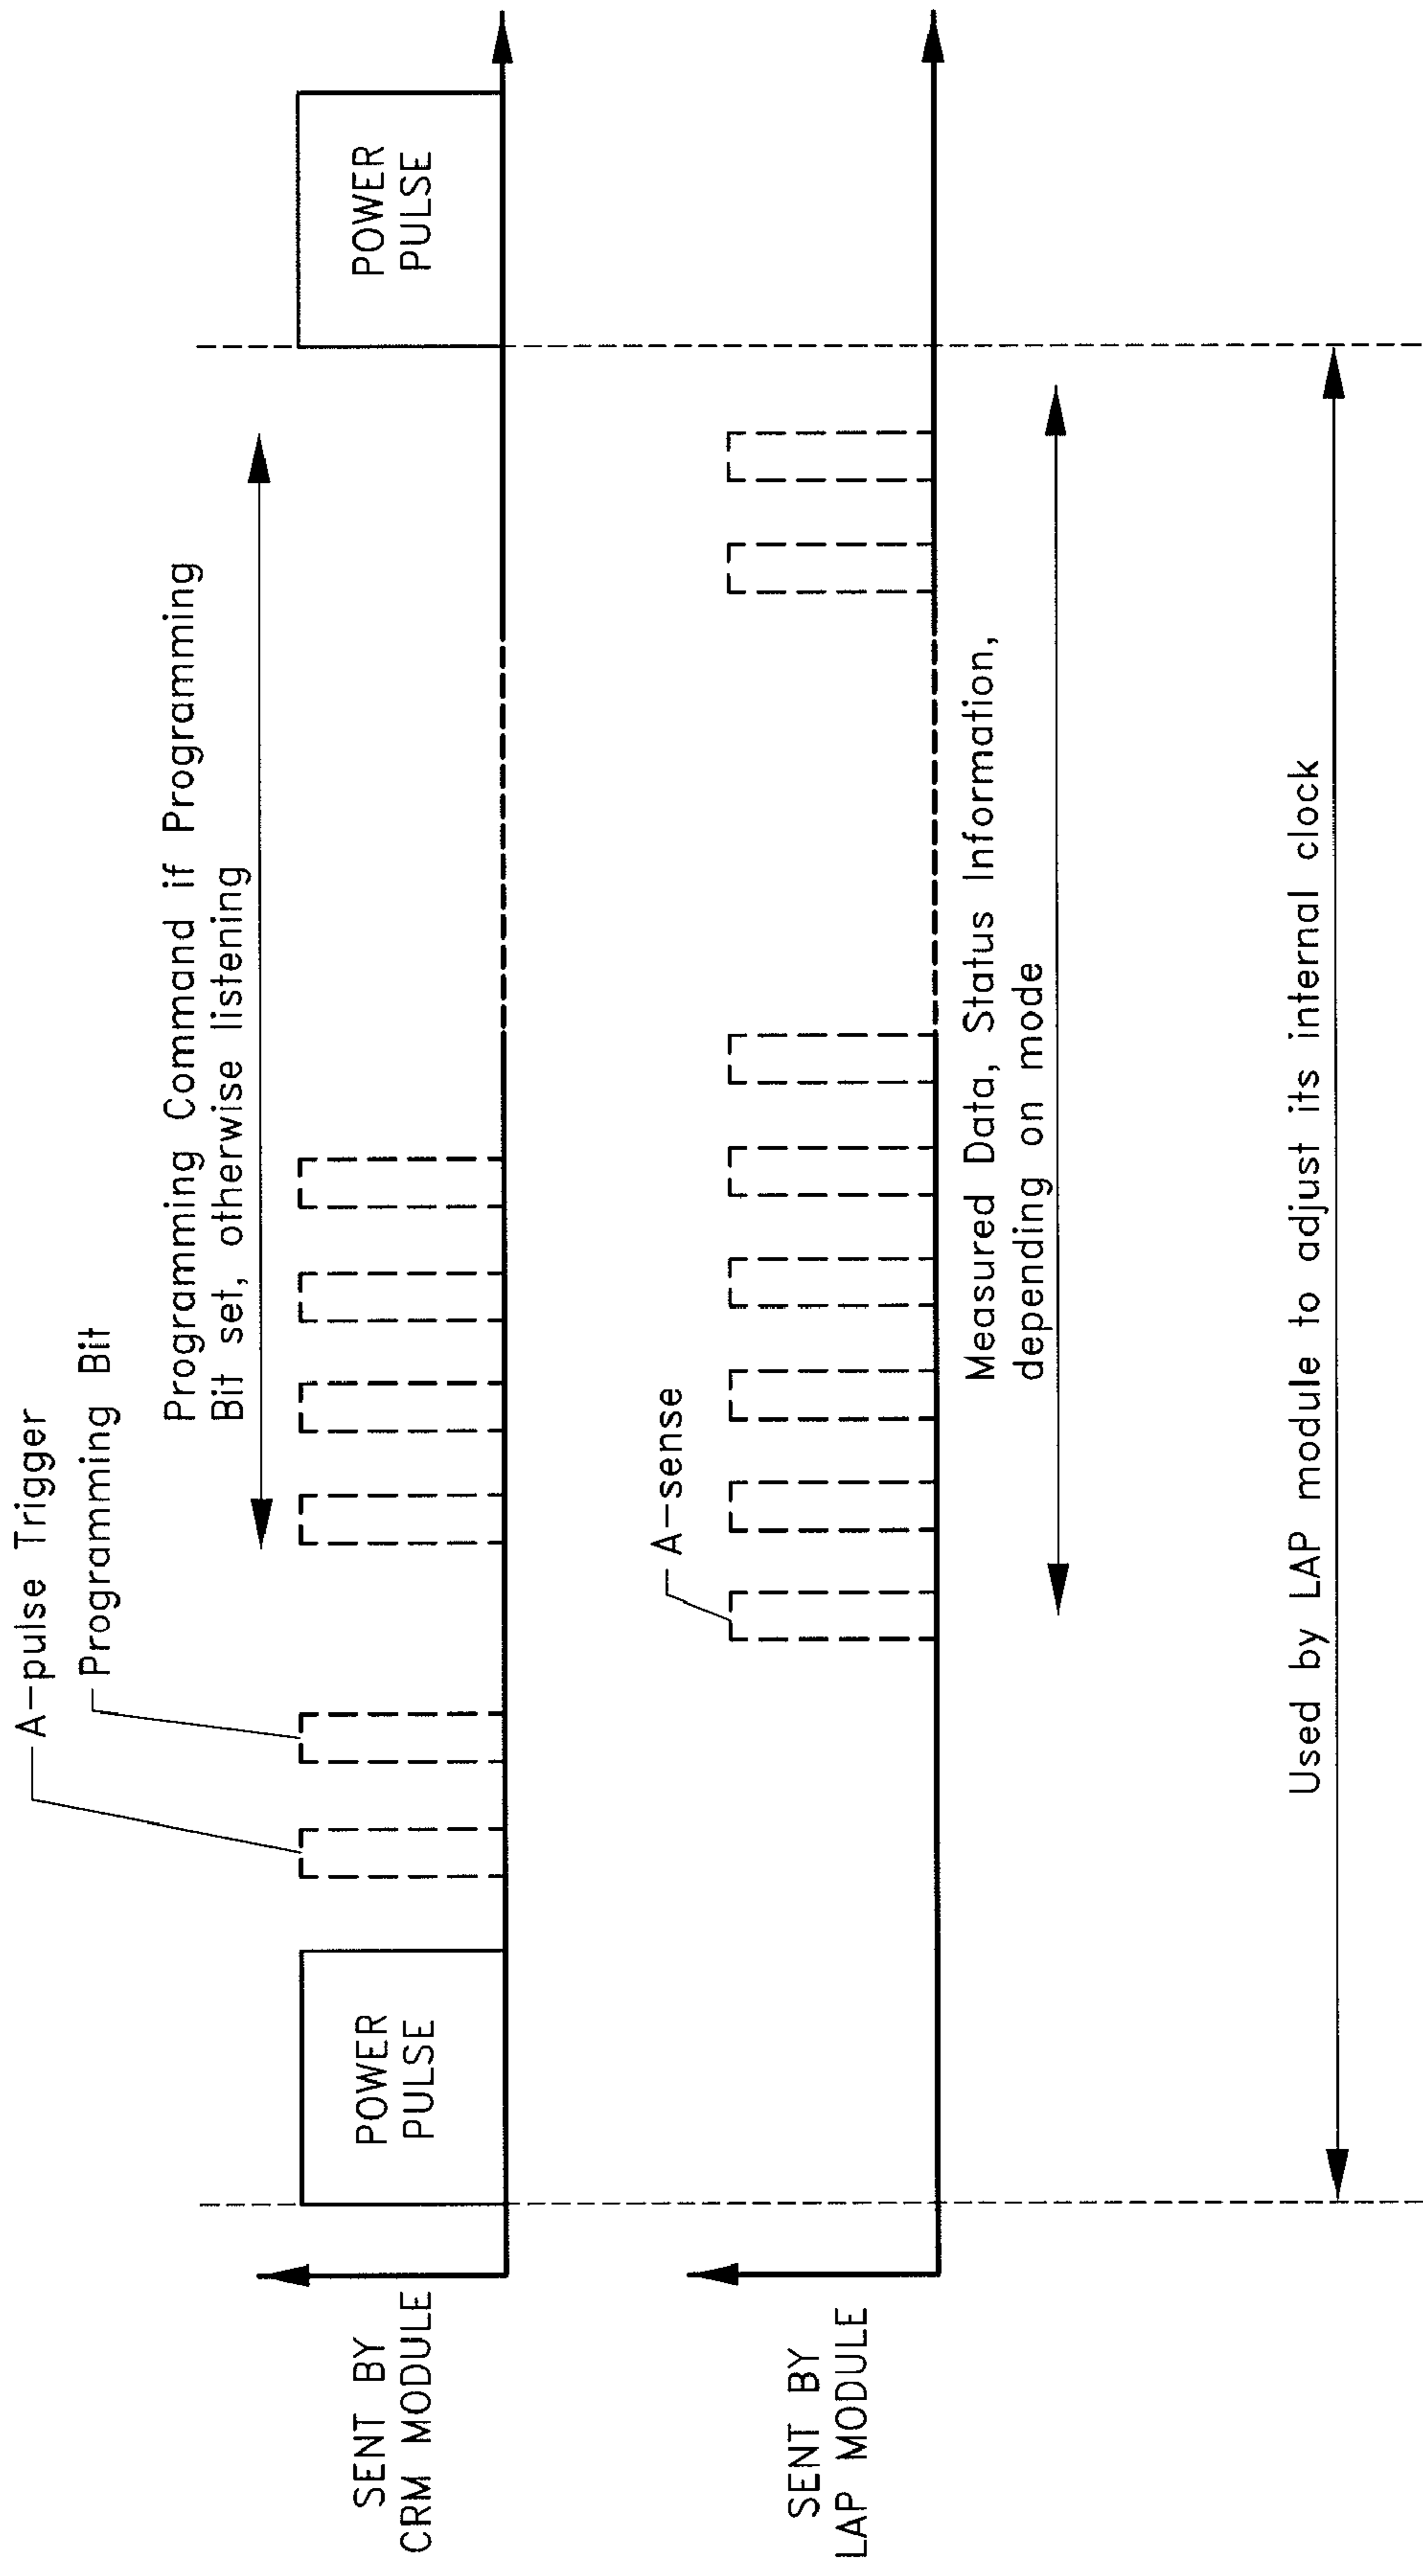 A-pulse Trigger
Programming Bit
Programming Command if Programming
Bit set, otherwise listening
SENT BY
CRM MODULE
POWER
PULSE
POWER
PULSE
A-sense
SENT BY
LAP MODULE
Measured Data, Status Information,
depending on mode
Used by LAP module to adjust its internal clock